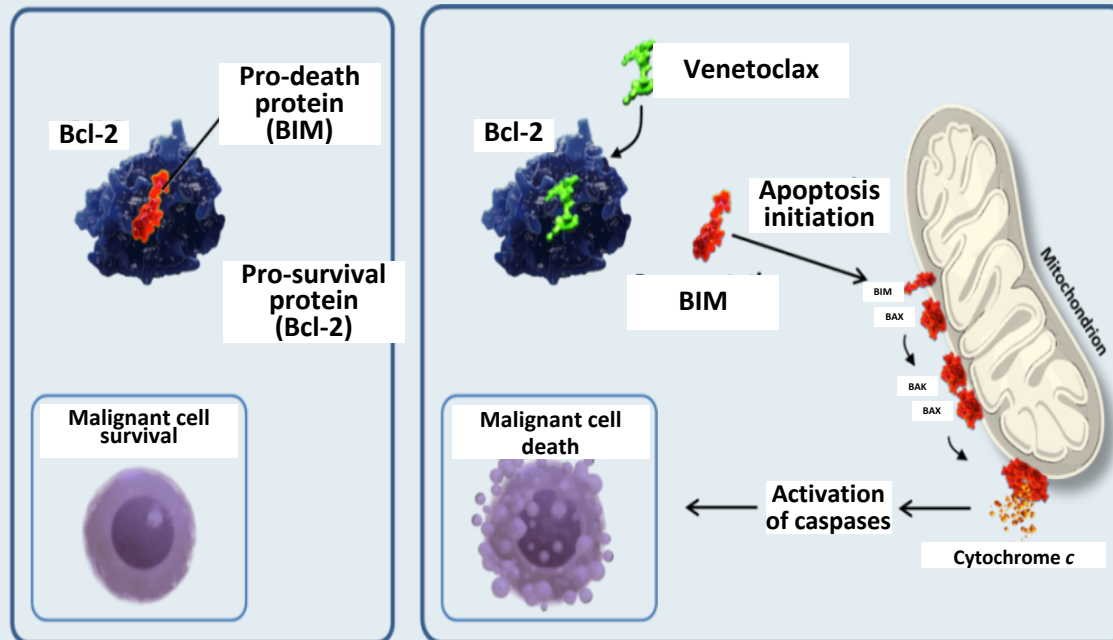 Pro-death
protein
(BIM)
Bcl-2
Pro-survival
protein
(Bcl-2)
Malignant cell
survival
Venetoclax
Bcl-2
Apoptosis
initiation
BIM
BIM
BAX
BAK
BAX
Mitochondrion
Malignant cell
death
Activation
of caspases
Cytochrome c